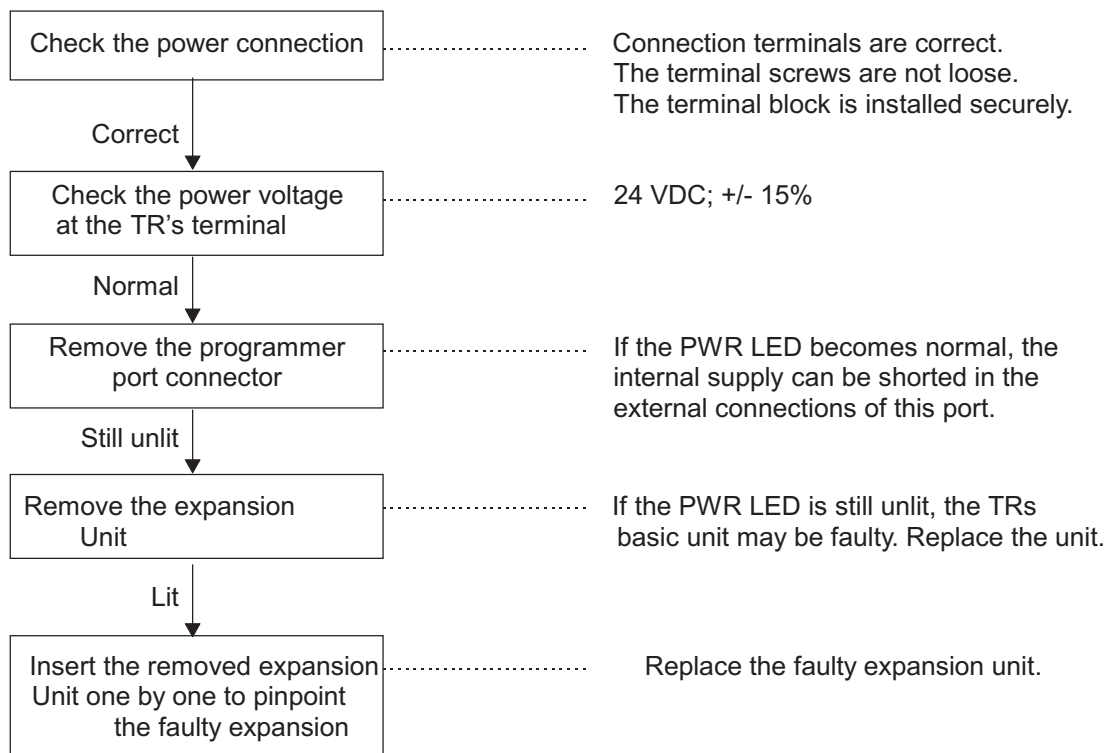 Check the power connection
Connection terminals are correct.
The terminal screws are not loose.
The terminal block is installed securely.
Correct
Check the power voltage
at the TR's terminal
24 VDC; +/- 15%
Normal
Remove the programmer
port connector
If the PWR LED becomes normal, the
internal supply can be shorted in the
external connections of this port.
Still unlit
Remove the expansion
Unit
If the PWR LED is still unlit, the TRs
basic unit may be faulty. Replace the unit.
Lit
Insert the removed expansion
Unit one by one to pinpoint
the faulty expansion
Replace the faulty expansion unit.